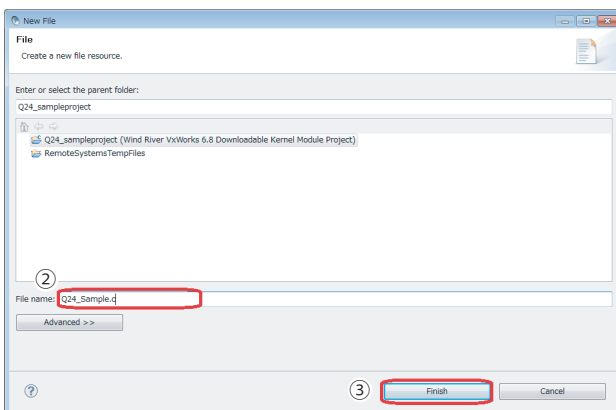 New File
File
Create a new file resource.
Enter or select the parent folder:
Q24_sampleproject
Q24_sampleproject (Wind River VxWorks 6.8 Downloadable Kernel Module Project)
RemoteSystemsTempFiles
②
File name: Q24_Sample.c
Advanced >>
? ③ Finish Cancel